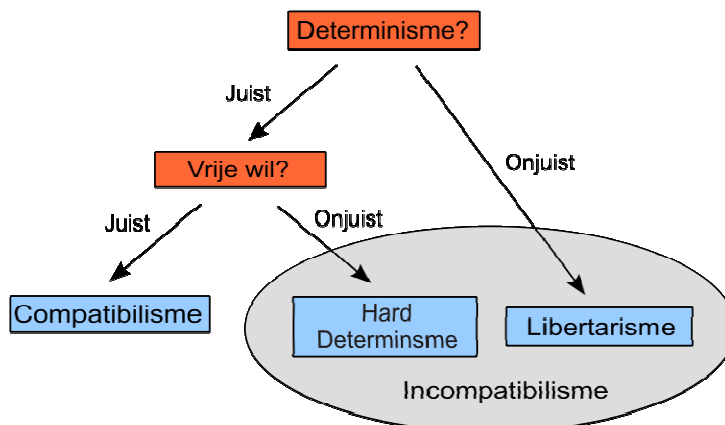 Determinisme?
Juist
Vrije wil?
Onjuist
Juist
Onjuist
Compatibilisme
Hard
Determinsme
Libertarisme
Incompatibilisme